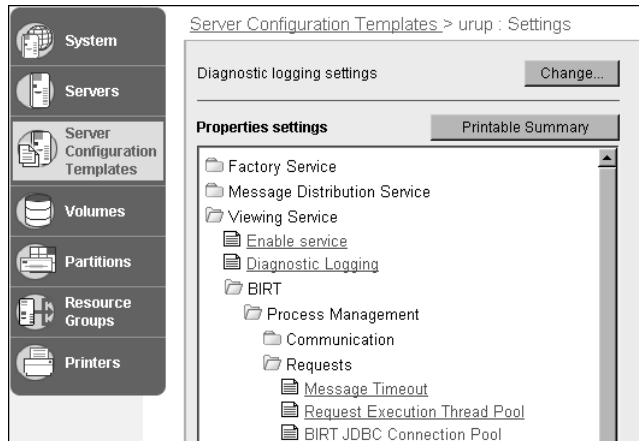 System
Servers
Server
Configuration
Templates
Volumes
Partitions
Resource
Groups
Printers
Server Configuration Templates > urup : Settings
Diagnostic logging settings
Change...
Properties settings
Printable Summary
Factory Service
Message Distribution Service
Viewing Service
Enable service
Diagnostic Logging
BIRT
Process Management
Communication
Requests
Message Timeout
Request Execution Thread Pool
BIRT JDBC Connection Pool